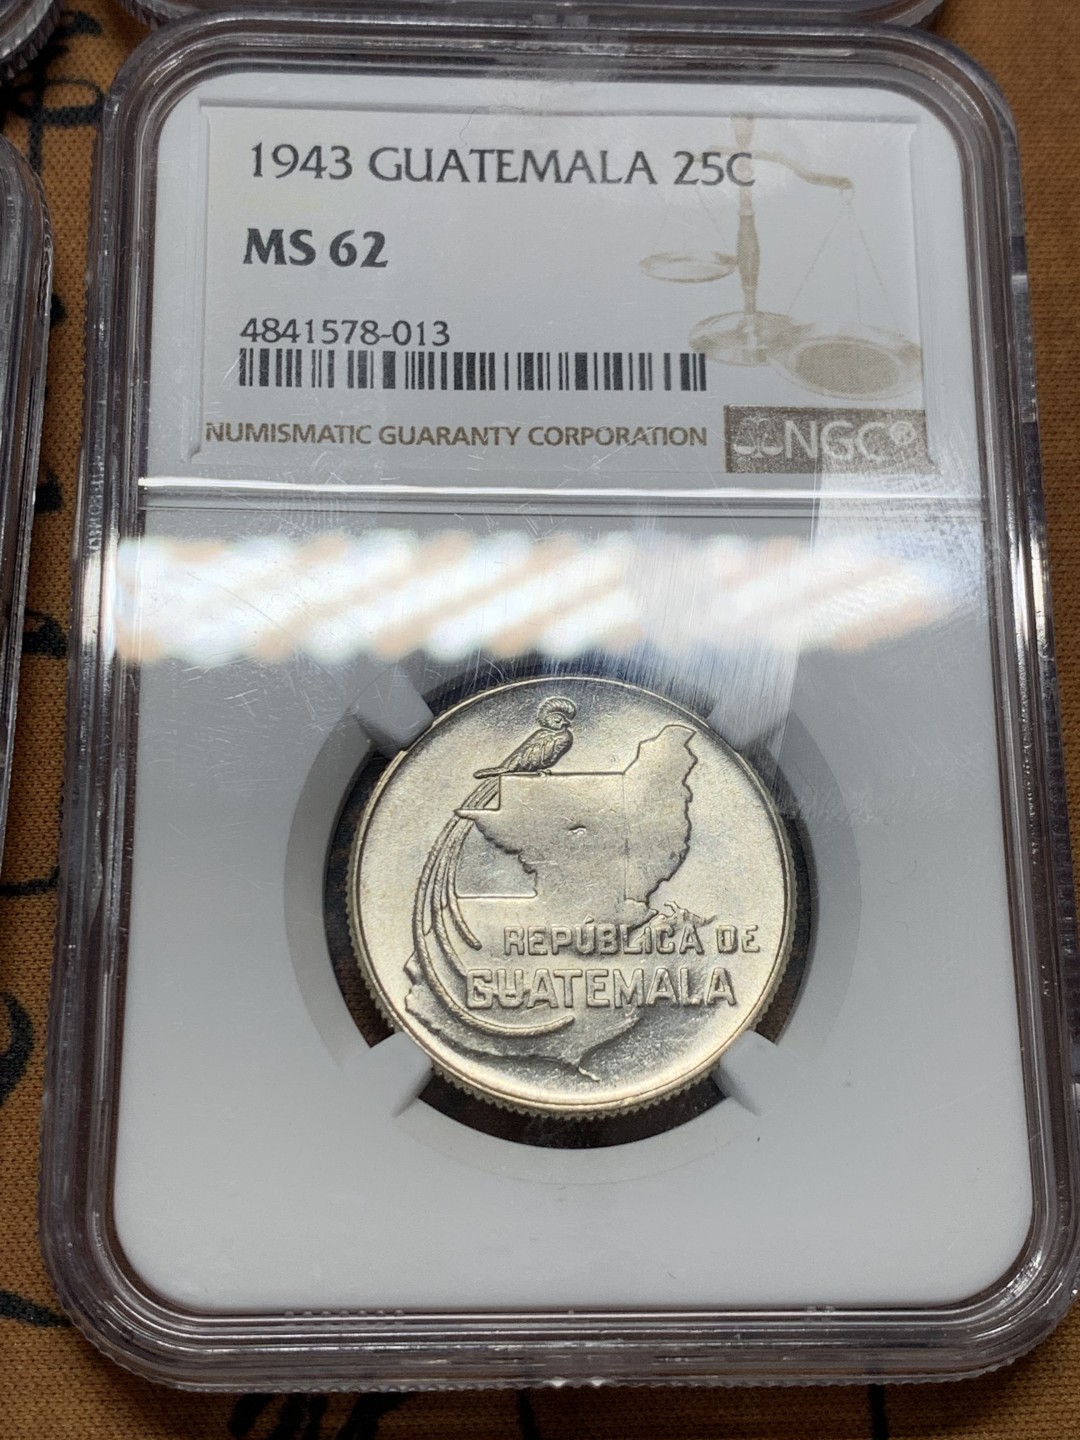 1943 GUATEMALA 25C
MS 62
4841578-013
NUMISMATIC GUARANTY CORPORATION
NGC®
REPÚBLICA DE
GUATEMALA